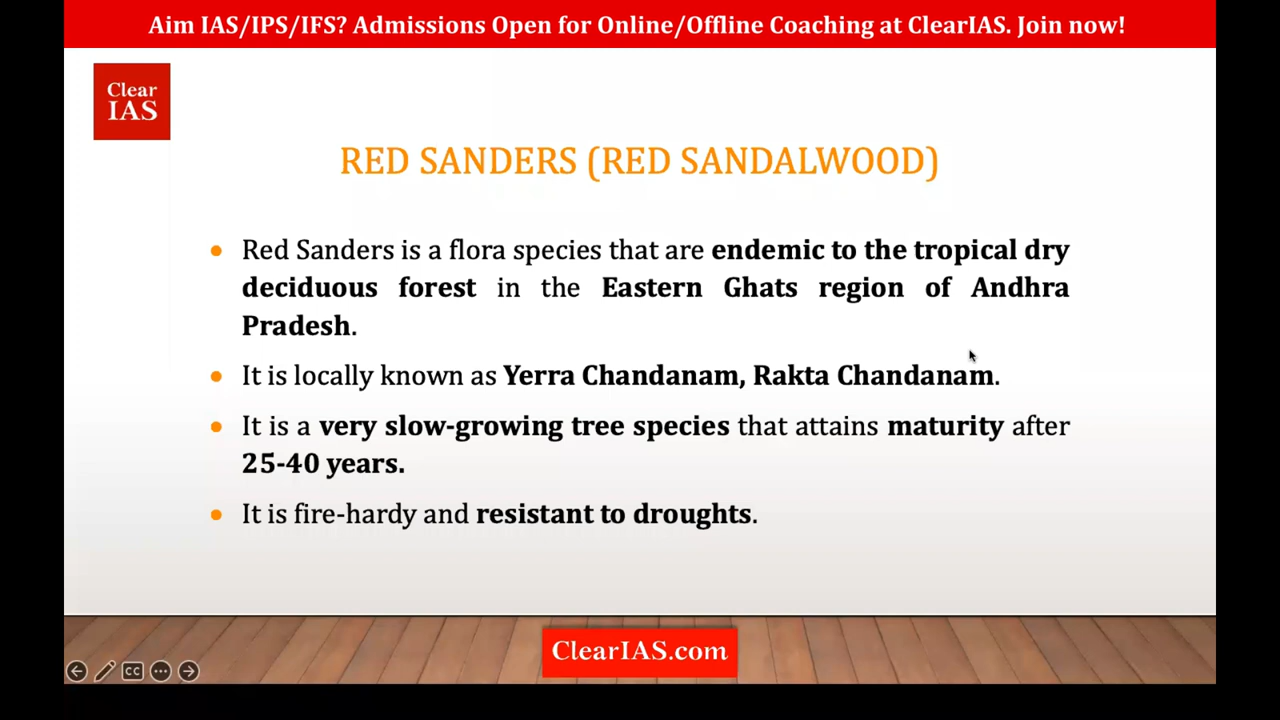 Aim IAS/IPS/IFS? Admissions Open for Online/Offline Coaching at ClearIAS. Join now!
Clear
IAS
RED SANDERS (RED SANDALWOOD)
• Red Sanders is a flora species that are endemic to the tropical dry
deciduous forest in the Eastern Ghats region of Andhra
Pradesh.
• It is locally known as Yerra Chandanam, Rakta Chandanam.
• It is a very slow-growing tree species that attains maturity after
25-40 years.
• It is fire-hardy and resistant to droughts.
ClearIAS.com
CC